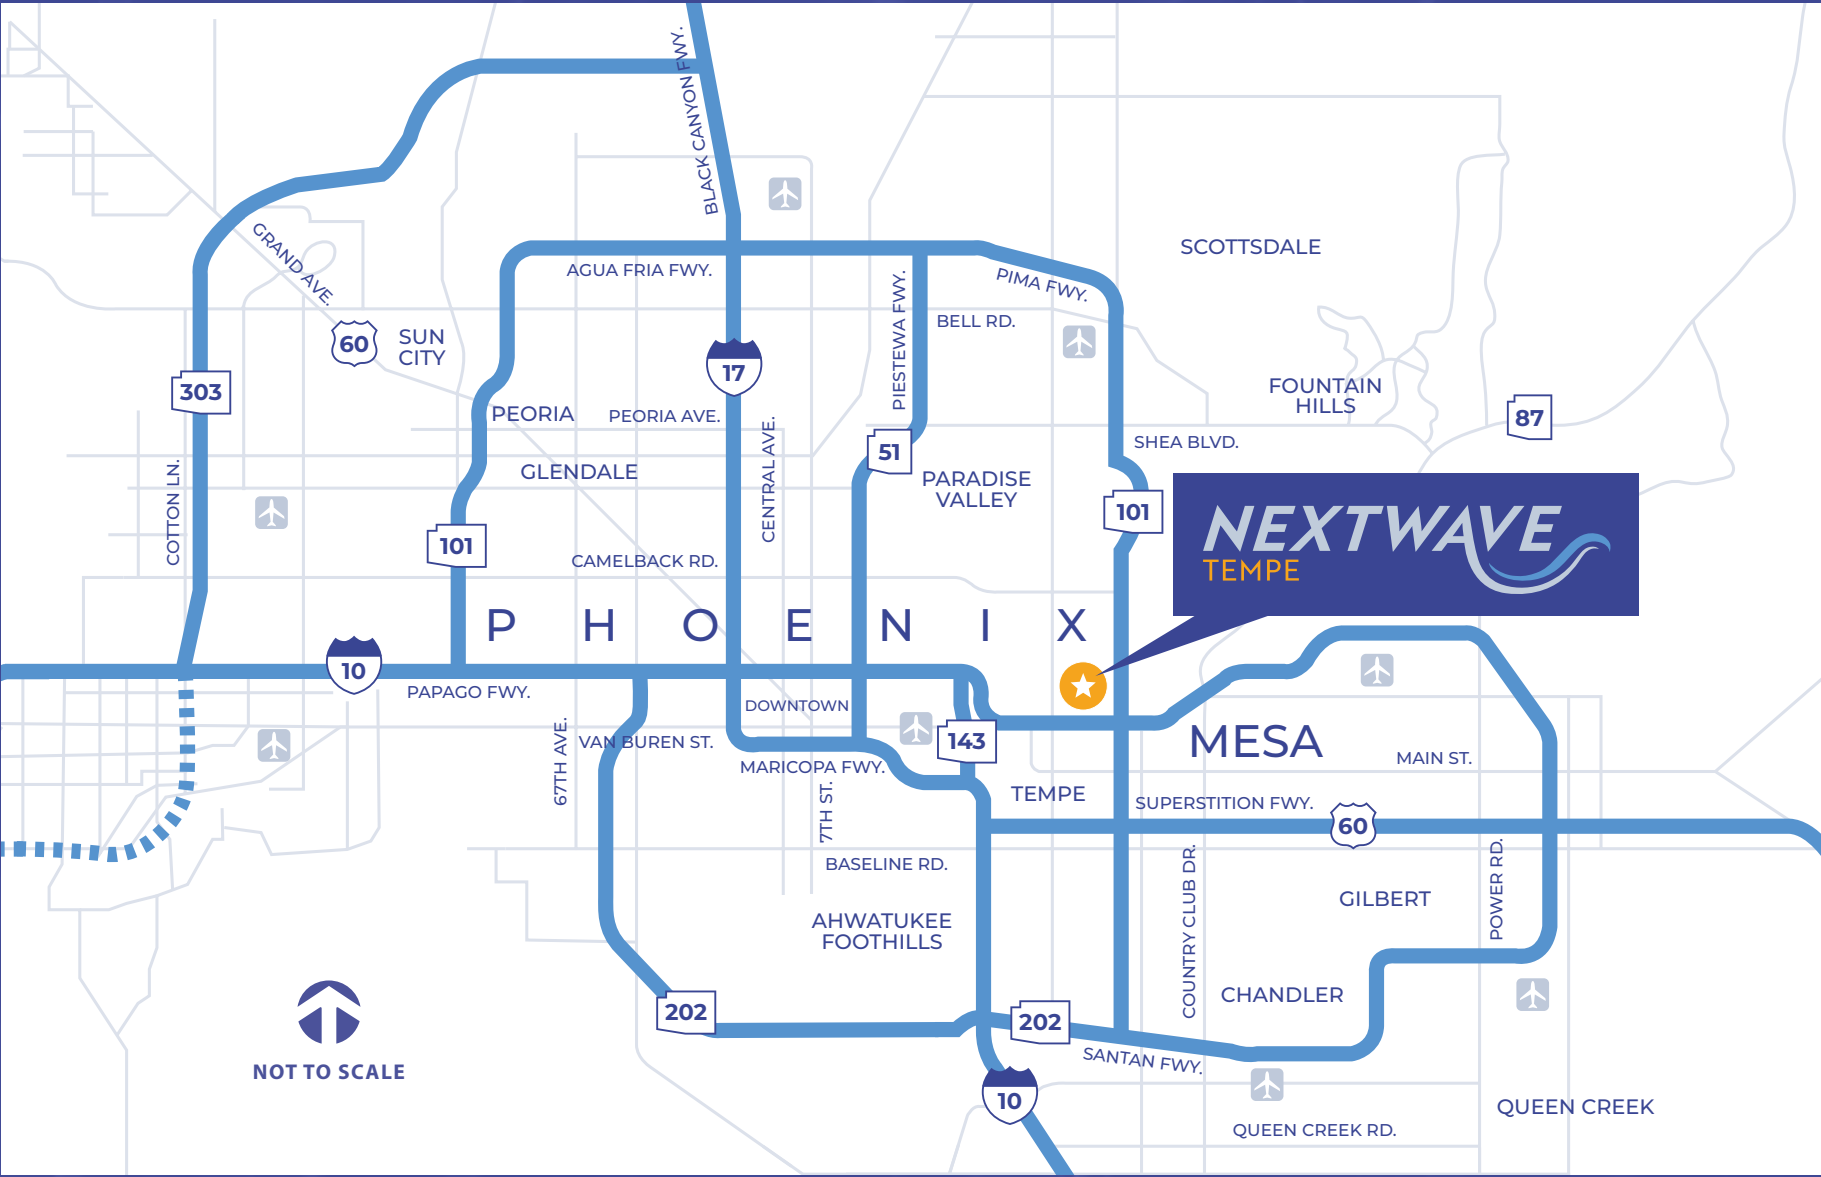 BLACK CANYON FWY.
GRAND AVE.
SCOTTSDALE
AGUA FRIA FWY.
PIMA FWY.
PIESTEWA FWY.
BELL RD.
60
SUN
CITY
17
303
FOUNTAIN
HILLS
87
PEORIA
PEORIA AVE.
CENTRAL AVE.
51
SHEA BLVD.
GLENDALE
PARADISE
VALLEY
COTTON LN.
101
101
NEXTWAVE
TEMPE
CAMELBACK RD.
PHOENIX
10
PAPAGO FWY.
DOWNTOWN
67TH AVE.
VAN BUREN ST.
143
MESA
MARICOPA FWY.
MAIN ST.
7TH ST.
TEMPE
SUPERSTITION FWY.
60
BASELINE RD.
COUNTRY CLUB DR.
POWER RD.
GILBERT
AHWATUKEE
FOOTHILLS
CHANDLER
202
202
SANTAN FWY.
NOT TO SCALE
10
QUEEN CREEK
QUEEN CREEK RD.